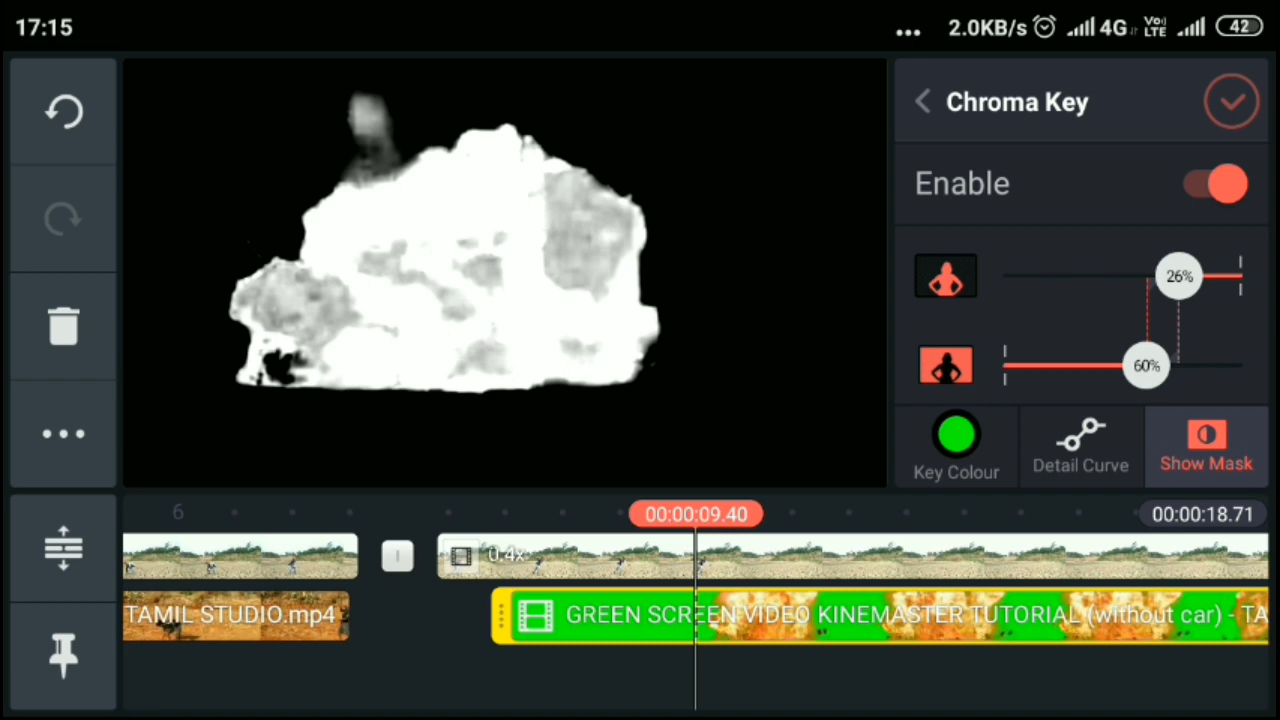 17:15
2.0KB/s 4G Vo) LTE 42
Chroma Key
Enable
26%
60%
Key Colour
Detail Curve
Show Mask
6
00:00:09.40
00:00:18.71
0.4x
TAMIL STUDIO.mp4
GREEN SCREEN VIDEO KINEMASTER TUTORIAL (without car) - TA